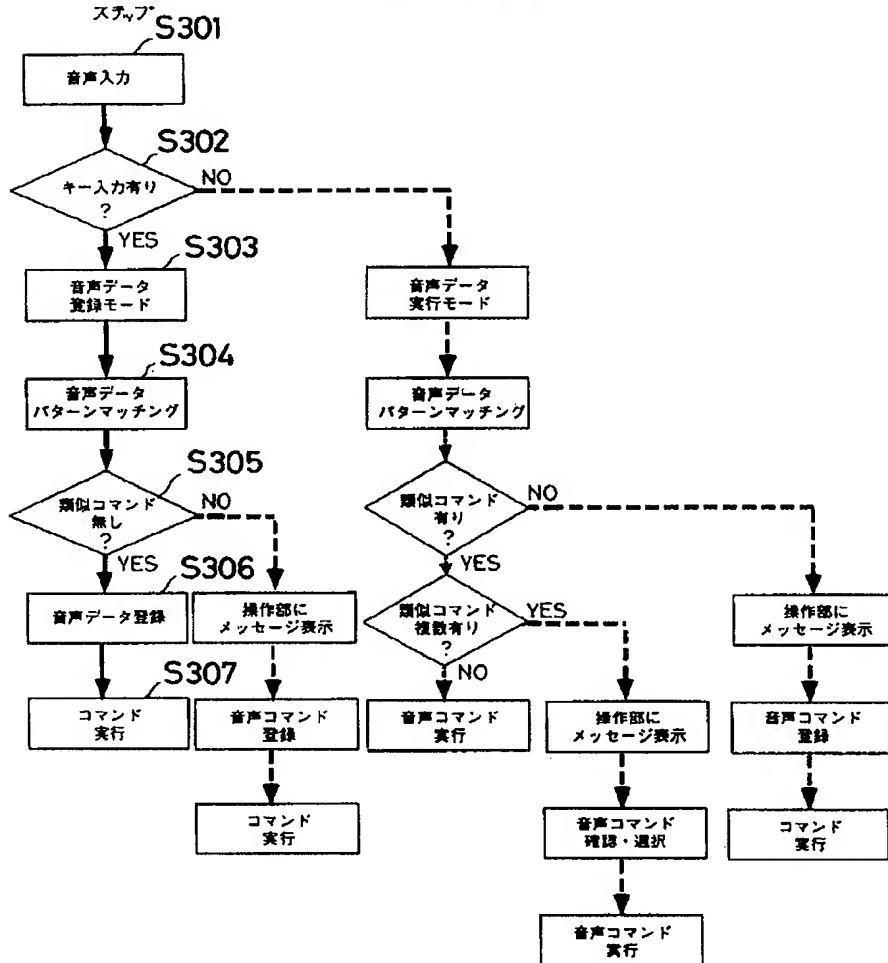 ステップ
S301
音声入力
S302
キー入力有り
?
NO
YES
S303
音声データ
登録モード
音声データ
実行モード
S304
音声データ
パターンマッチング
音声データ
パターンマッチング
S305
類似コマンド
無し
?
NO
YES
類似コマンド
有り
?
NO
YES
S306
音声データ登録
操作部に
メッセージ表示
類似コマンド
複数有り
?
YES
NO
操作部に
メッセージ表示
S307
コマンド
実行
音声コマンド
登録
音声コマンド
実行
操作部に
メッセージ表示
音声コマンド
登録
コマンド
実行
音声コマンド
確認・選択
コマンド
実行
音声コマンド
実行